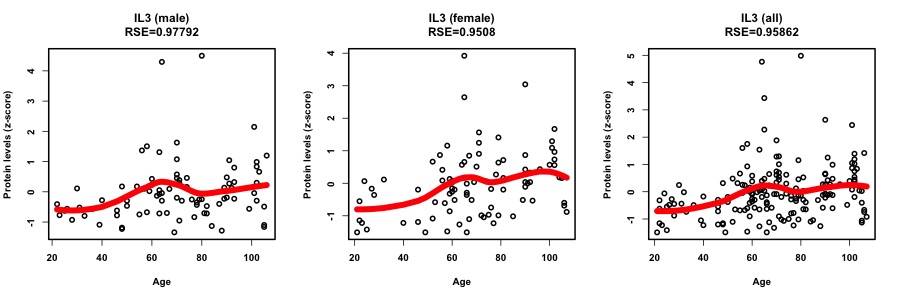 IL3 (male)
RSE=0.97792
Protein levels (z-score)
4
3
2
1
0
-1
20 40 60 80 100
Age
IL3 (female)
RSE=0.9508
Protein levels (z-score)
4
3
2
1
0
-1
20 40 60 80 100
Age
IL3 (all)
RSE=0.95862
Protein levels (z-score)
5
4
3
2
1
0
-1
20 40 60 80 100
Age